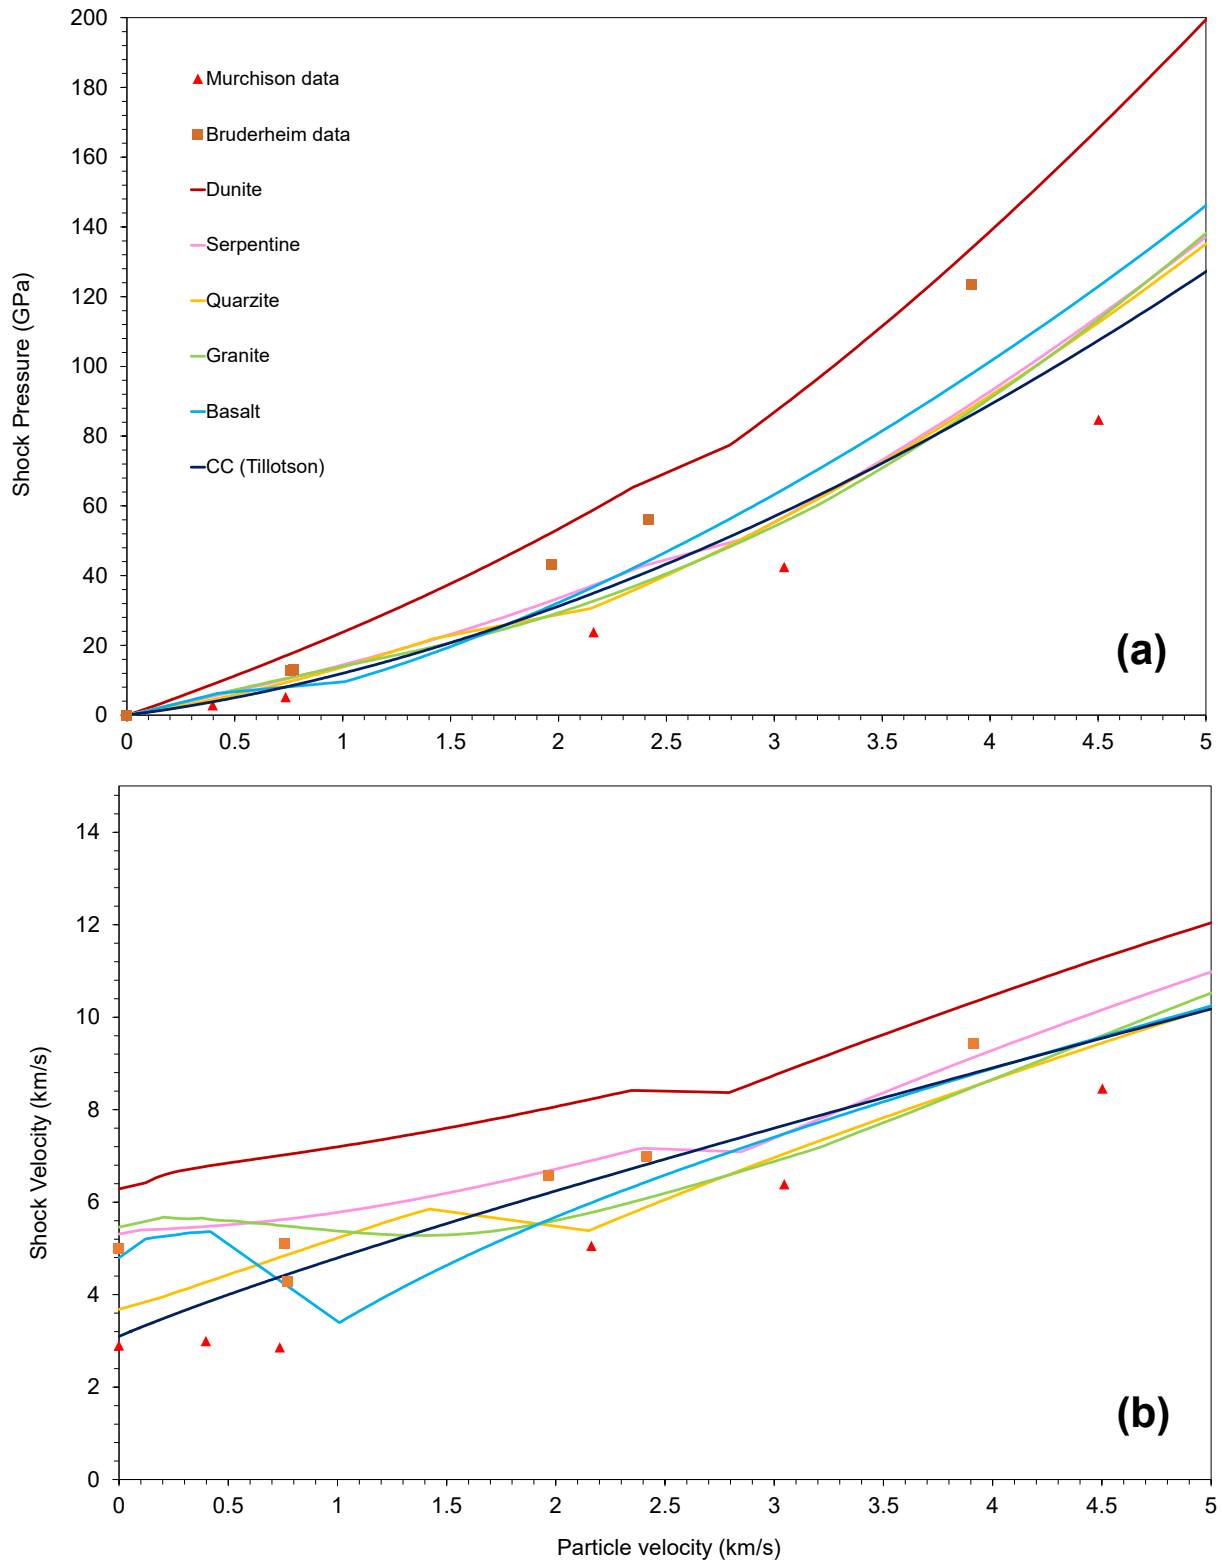 200
180
160
140
120
100
80
60
40
20
0
Shock Pressure (GPa)
Murchison data
Bruderheim data
Dunite
Serpentine
Quarzite
Granite
Basalt
CC (Tillotson)
(a)
0 0.5 1 1.5 2 2.5 3 3.5 4 4.5 5
14
12
10
8
6
4
2
0
Shock Velocity (km/s)
(b)
0 0.5 1 1.5 2 2.5 3 3.5 4 4.5 5
Particle velocity (km/s)